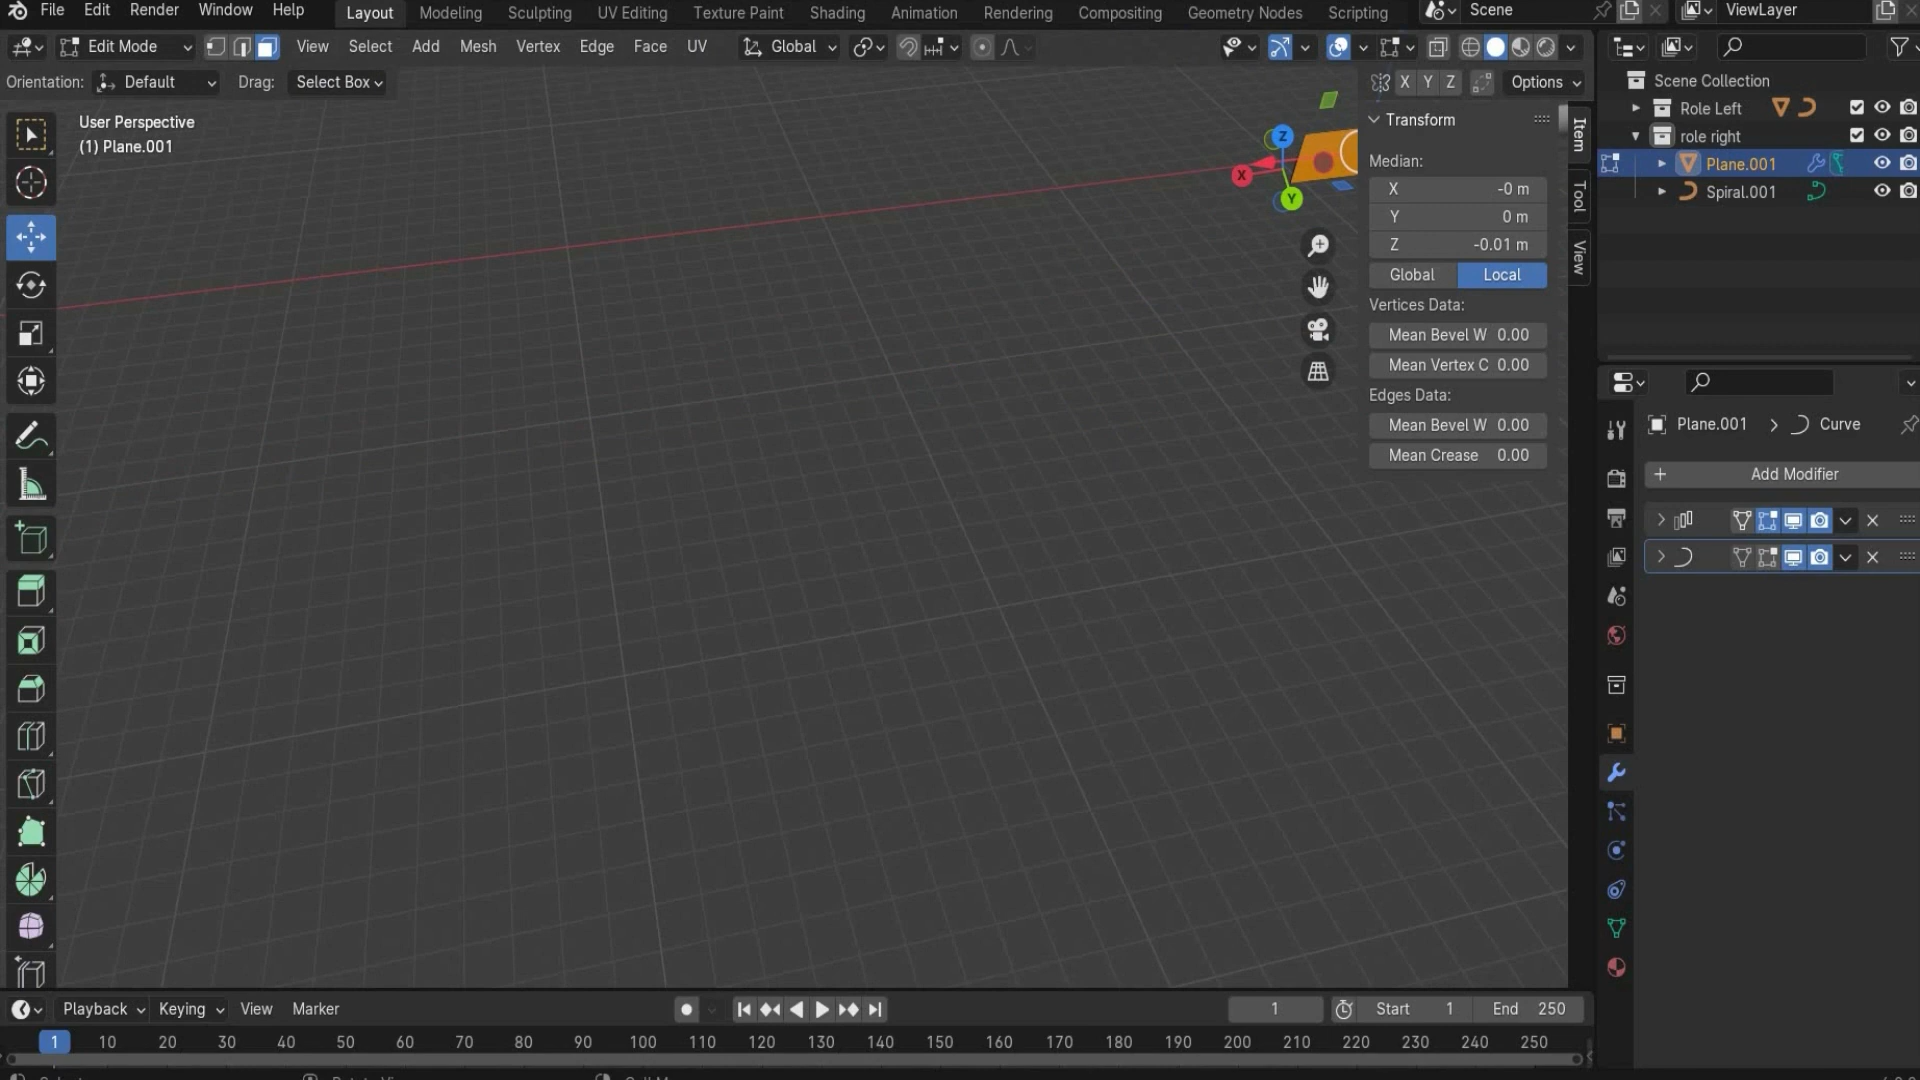 File Edit Render Window Help Layout Modeling Sculpting UV Editing Texture Paint Shading Animation Rendering Compositing Geometry Nodes Scripting Scene ViewLayer
Edit Mode View Select Add Mesh Vertex Edge Face UV Global
Orientation: Default Drag: Select Box X Y Z Options
User Perspective
(1) Plane.001
Z
X
Y
Transform
Median:
X -0 m
Y 0 m
Z -0.01 m
Global Local
Vertices Data:
Mean Bevel W 0.00
Mean Vertex C 0.00
Edges Data:
Mean Bevel W 0.00
Mean Crease 0.00
Item
Tool
View
Scene Collection
Role Left
role right
Plane.001
Spiral.001
Plane.001 > Curve
+ Add Modifier
Playback Keying View Marker 1 Start 1 End 250
1 10 20 30 40 50 60 70 80 90 100 110 120 130 140 150 160 170 180 190 200 210 220 230 240 250